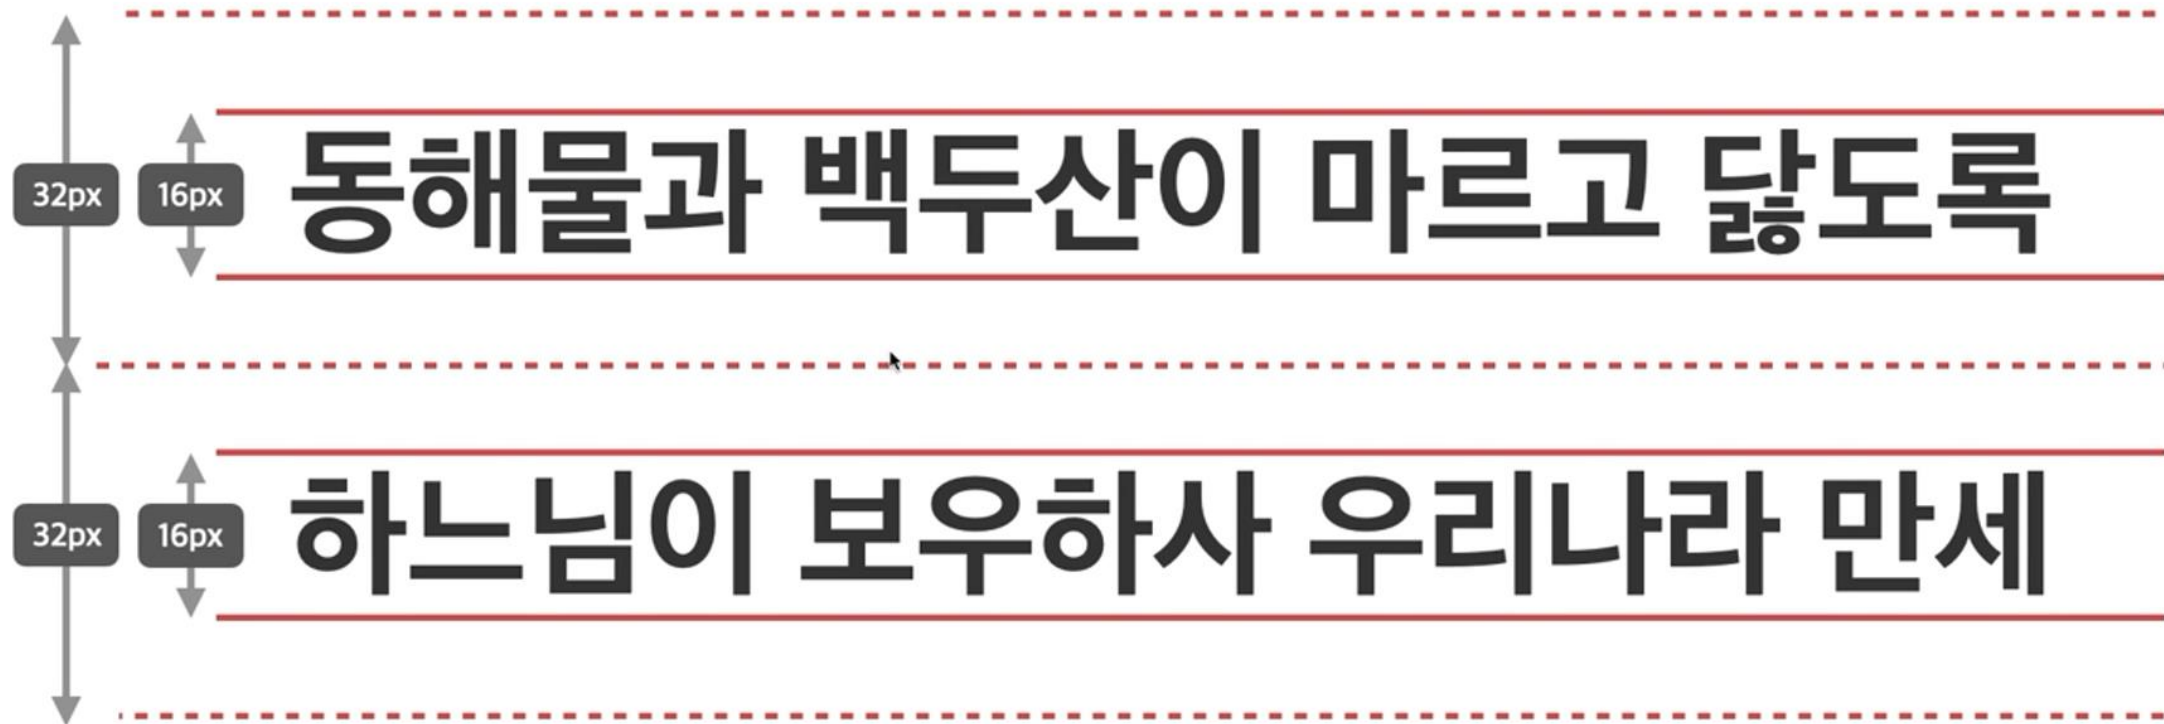 32px 16px 동해물과 백두산이 마르고 닳도록
32px 16px 하느님이 보우하사 우리나라 만세